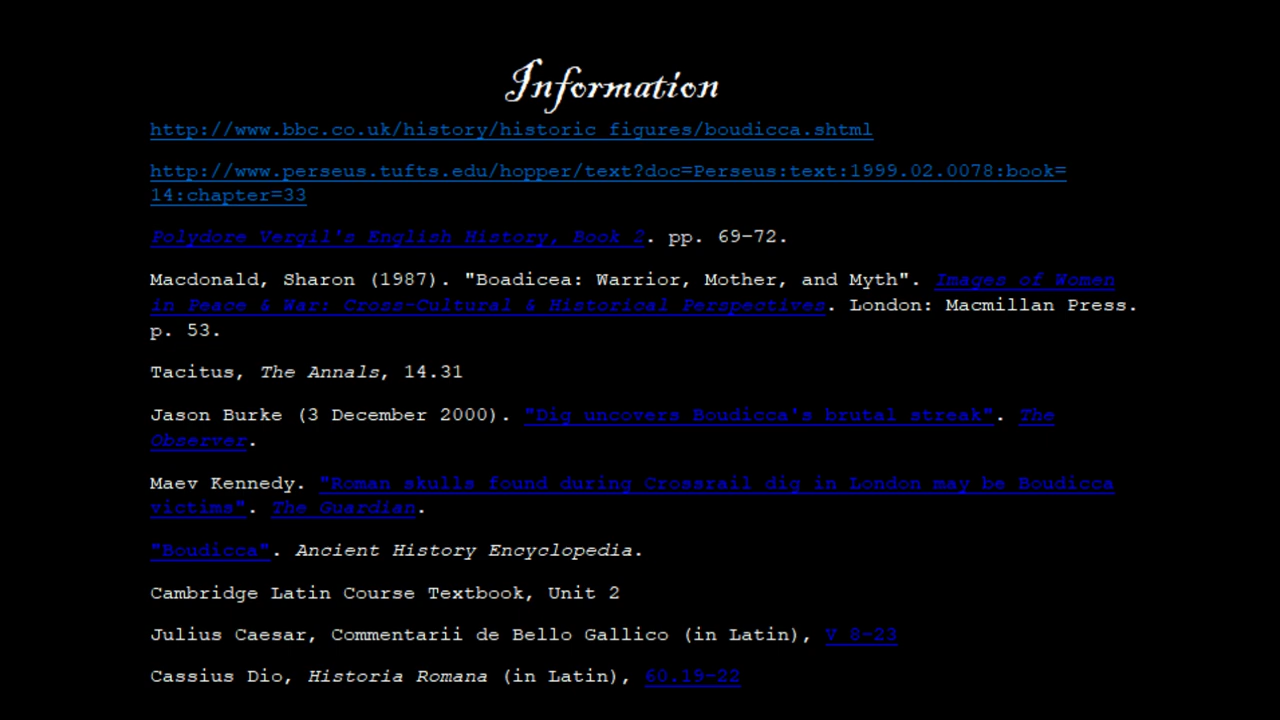 Information
http://www.bbc.co.uk/history/historic_figures/boudicca.shtml
http://www.perseus.tufts.edu/hopper/text?doc=Perseus:text:1999.02.0078:book=
14:chapter=33
Polydore Vergil's English History, Book 2. pp. 69–72.
Macdonald, Sharon (1987). "Boadicea: Warrior, Mother, and Myth". Images of Women
in Peace & War: Cross-Cultural & Historical Perspectives. London: Macmillan Press.
p. 53.
Tacitus, The Annals, 14.31
Jason Burke (3 December 2000). "Dig uncovers Boudicca's brutal streak". The
Observer.
Maev Kennedy. "Roman skulls found during Crossrail dig in London may be Boudicca
victims". The Guardian.
"Boudicca". Ancient History Encyclopedia.
Cambridge Latin Course Textbook, Unit 2
Julius Caesar, Commentarii de Bello Gallico (in Latin), V 8–23
Cassius Dio, Historia Romana (in Latin), 60.19–22